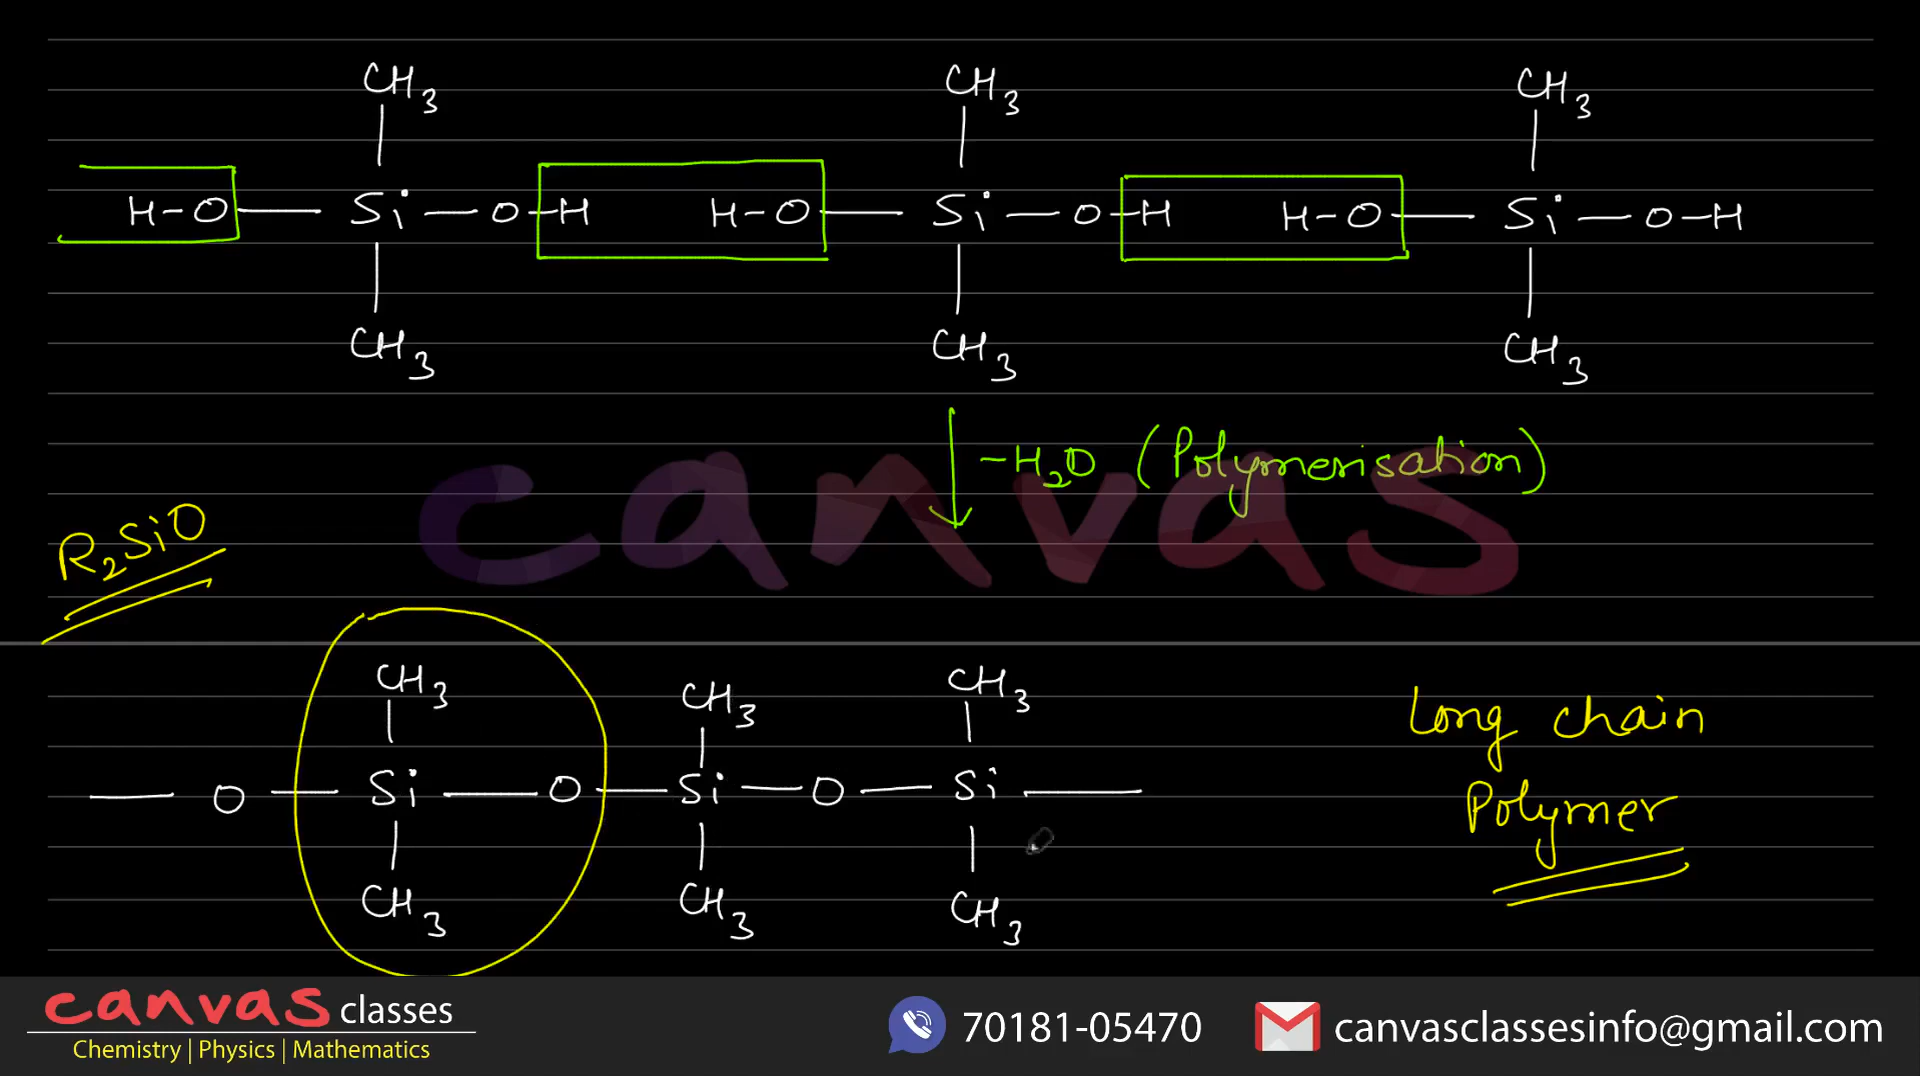 CH3 CH3 CH3
H-O — Si — O-H H-O — Si — O-H H-O — Si — O-H
CH3 CH3 CH3
-H2O (Polymerisation)
canvas
R2SiO
CH3 CH3 CH3
— O — Si — O — Si — O — Si —
CH3 CH3 CH3
Long chain
Polymer
canvas classes
Chemistry | Physics | Mathematics
70181-05470
canvasclassesinfo@gmail.com